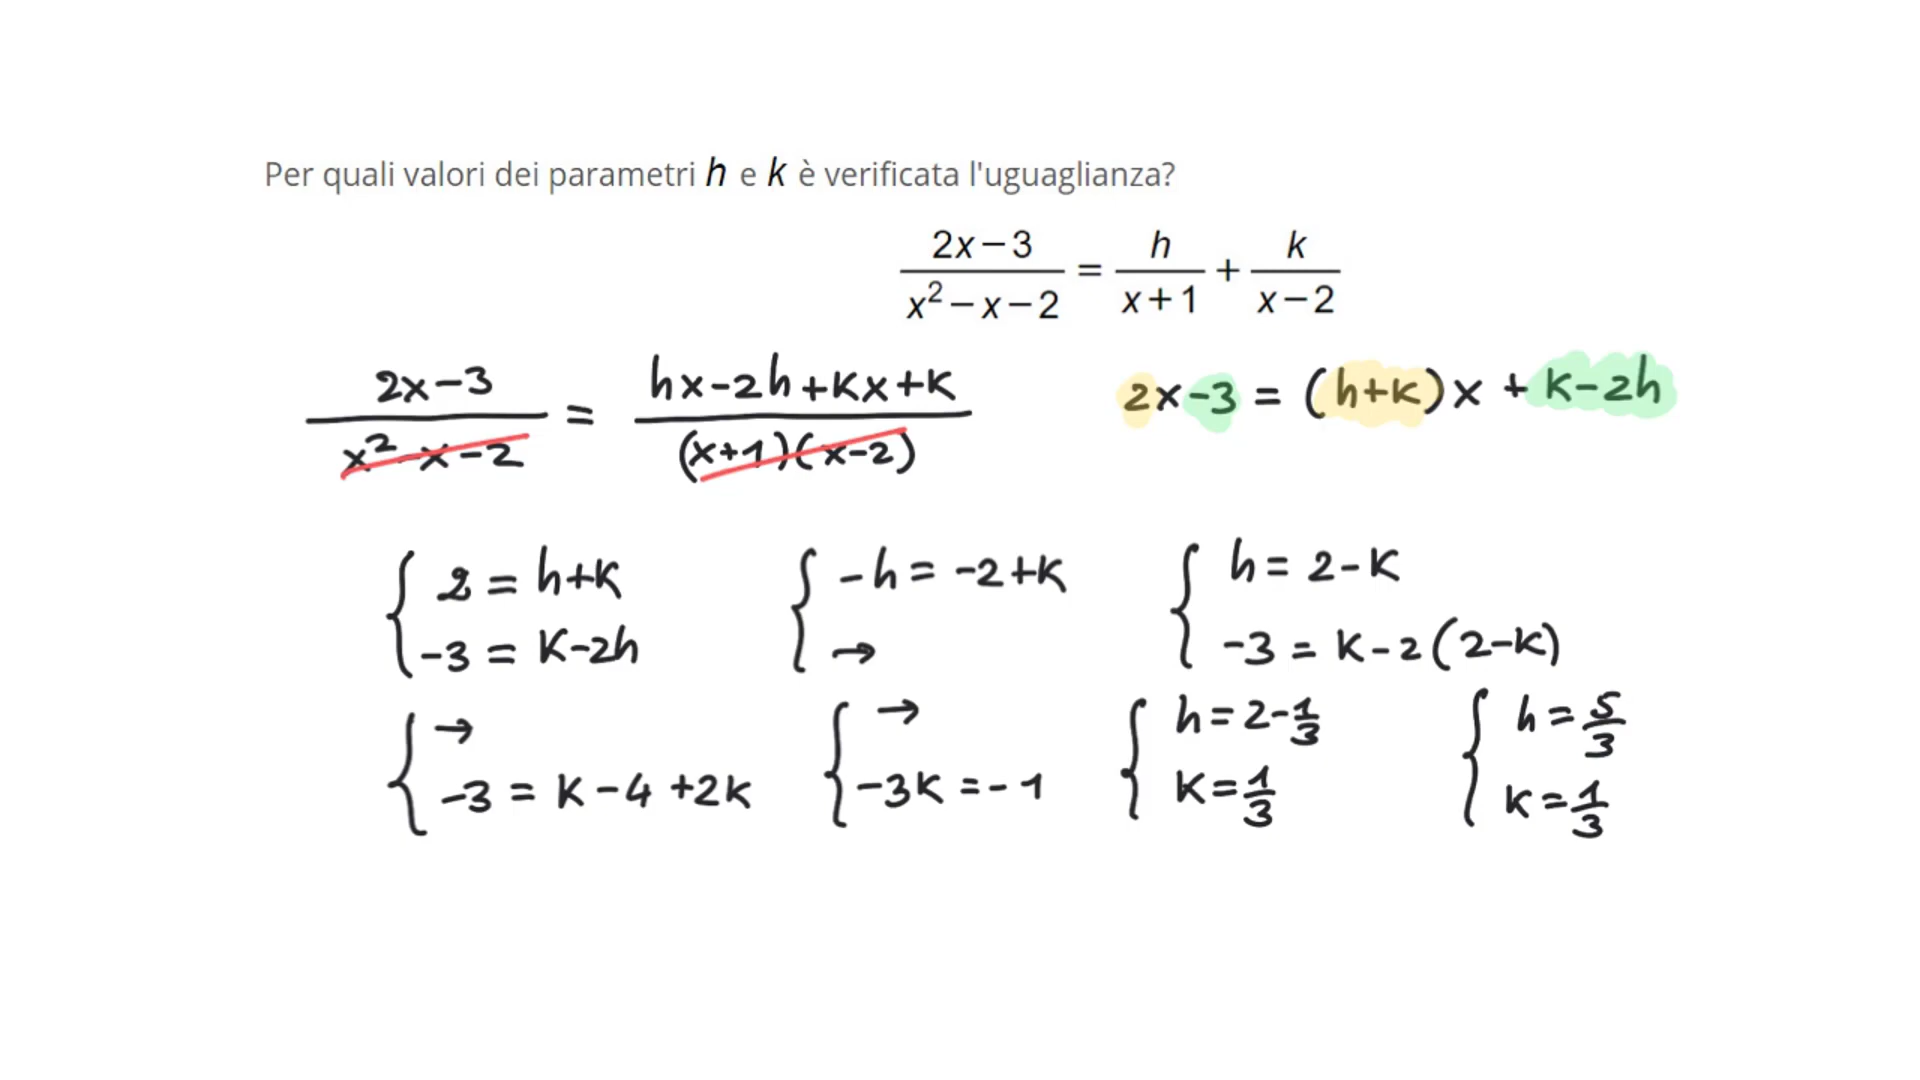 Per quali valori dei parametri h e k è verificata l'uguaglianza?
2x−3 / x²−x−2 = h / x+1 + k / x−2
2x−3 / x²−x−2 = hx−2h+kx+k / (x+1)(x−2)
2x−3 = (h+k)x + k−2h
{ 2 = h+k
−3 = k−2h
{ −h = −2+k
→
{ h = 2−k
−3 = k−2(2−k)
{ →
−3 = k−4+2k
{ →
−3k = −1
{ h = 2−1/3
k = 1/3
{ h = 5/3
k = 1/3